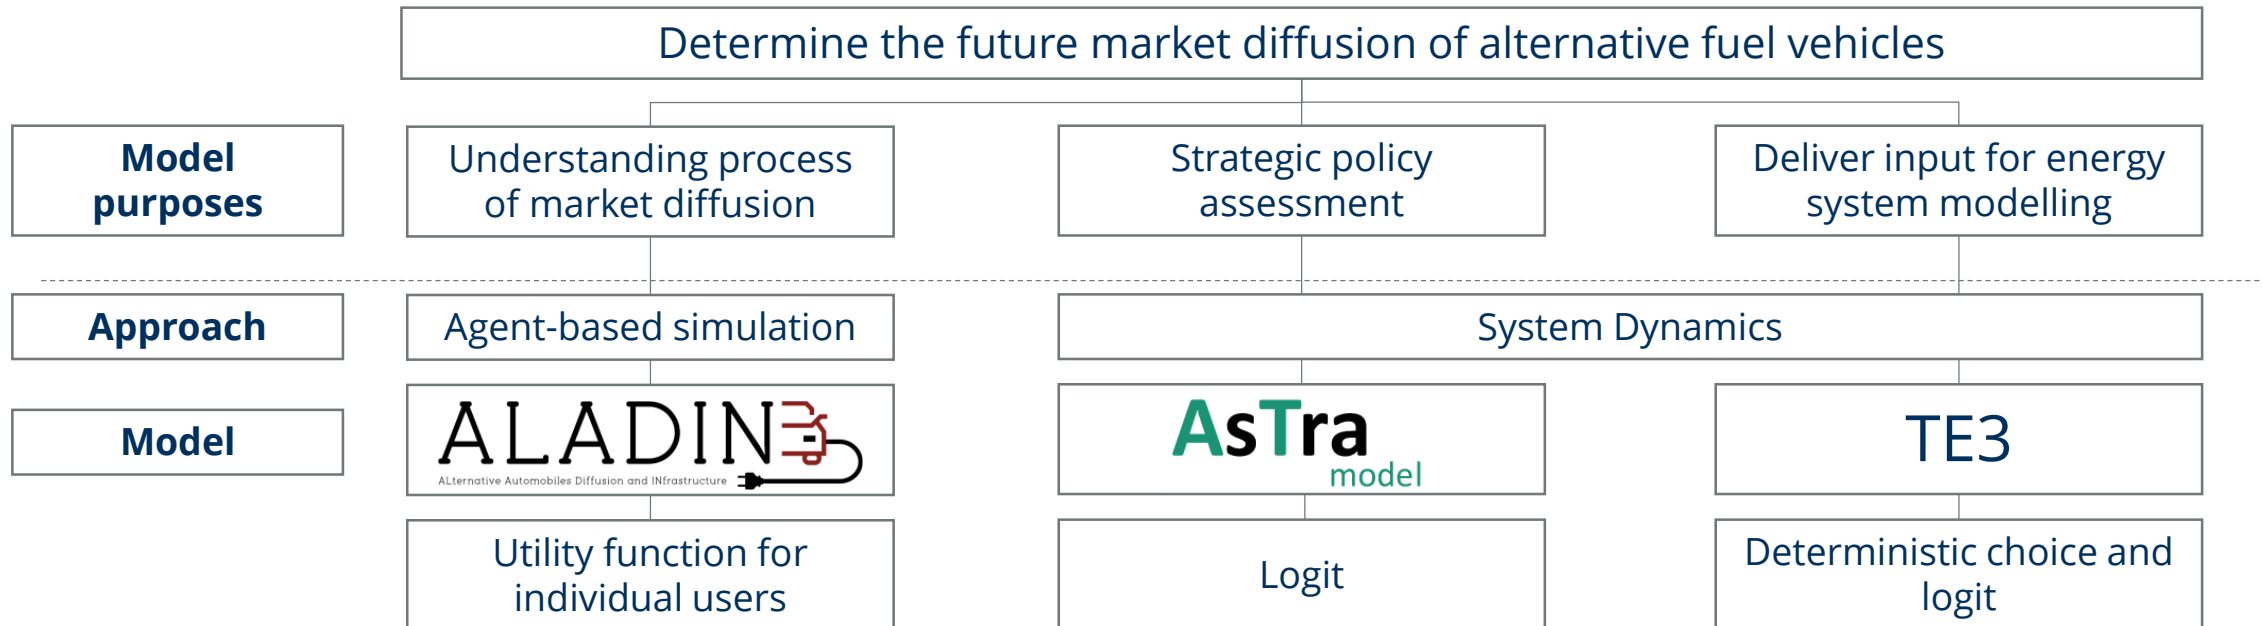 Determine the future market diffusion of alternative fuel vehicles
Model
purposes
Understanding process
of market diffusion
Strategic policy
assessment
Deliver input for energy
system modelling
Approach
Agent-based simulation
System Dynamics
Model
ALADIN
ALternative Automobiles Diffusion and INfrastructure
AsTra
model
TE3
Utility function for
individual users
Logit
Deterministic choice and
logit